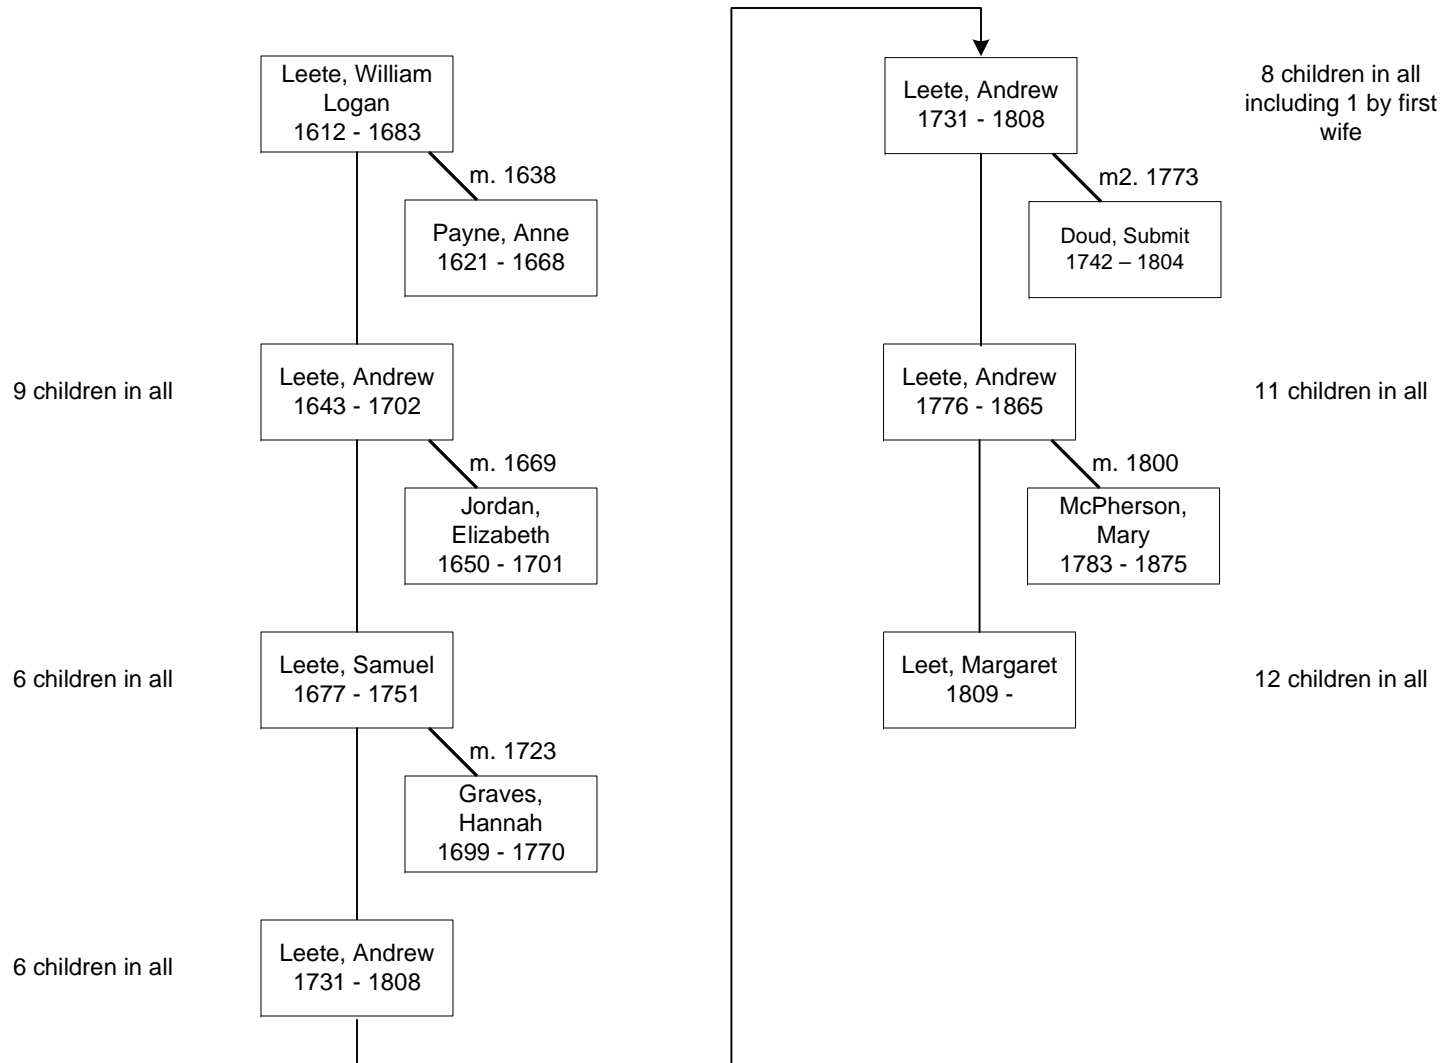 Leete, William
Logan
1612 - 1683
m. 1638
Payne, Anne
1621 - 1668
9 children in all
Leete, Andrew
1643 - 1702
m. 1669
Jordan,
Elizabeth
1650 - 1701
6 children in all
Leete, Samuel
1677 - 1751
m. 1723
Graves,
Hannah
1699 - 1770
6 children in all
Leete, Andrew
1731 - 1808
Leete, Andrew
1731 - 1808
8 children in all
including 1 by first
wife
m2. 1773
Doud, Submit
1742 – 1804
Leete, Andrew
1776 - 1865
11 children in all
m. 1800
McPherson,
Mary
1783 - 1875
Leet, Margaret
1809 -
12 children in all